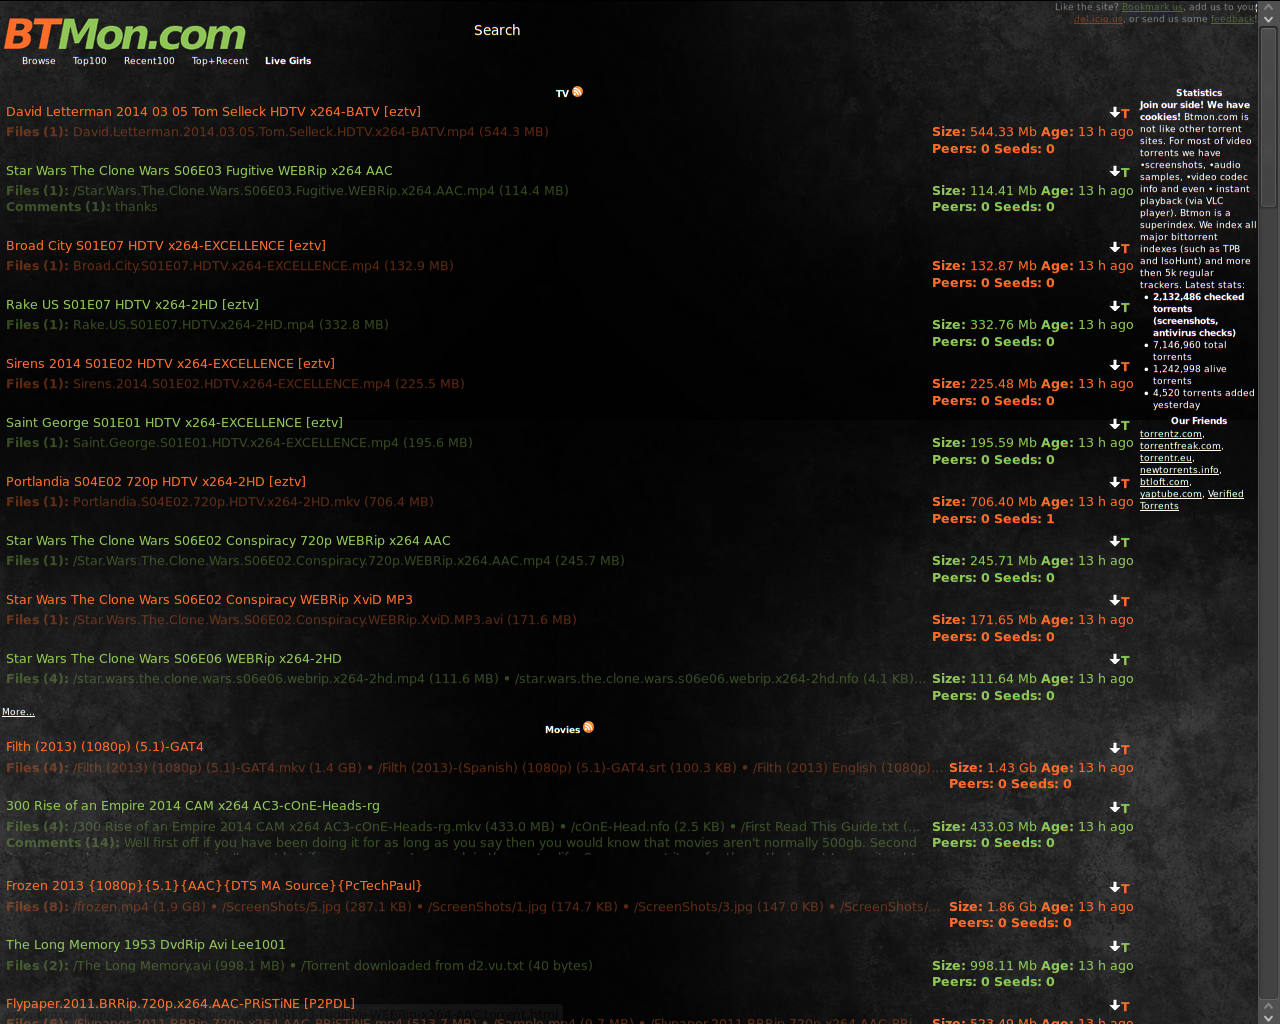 Like the site? Bookmark us, add us to your
del.icio.us, or send us some feedback!
BTMon.com
Search
Browse Top100 Recent100 Top+Recent Live Girls
TV
David Letterman 2014 03 05 Tom Selleck HDTV x264-BATV [eztv]
T
Files (1): David.Letterman.2014.03.05.Tom.Selleck.HDTV.x264-BATV.mp4 (544.3 MB)
Size: 544.33 Mb Age: 13 h ago
Peers: 0 Seeds: 0
Star Wars The Clone Wars S06E03 Fugitive WEBRip x264 AAC
T
Files (1): /Star.Wars.The.Clone.Wars.S06E03.Fugitive.WEBRip.x264.AAC.mp4 (114.4 MB)
Size: 114.41 Mb Age: 13 h ago
Comments (1): thanks
Peers: 0 Seeds: 0
Broad City S01E07 HDTV x264-EXCELLENCE [eztv]
T
Files (1): Broad.City.S01E07.HDTV.x264-EXCELLENCE.mp4 (132.9 MB)
Size: 132.87 Mb Age: 13 h ago
Peers: 0 Seeds: 0
Rake US S01E07 HDTV x264-2HD [eztv]
T
Files (1): Rake.US.S01E07.HDTV.x264-2HD.mp4 (332.8 MB)
Size: 332.76 Mb Age: 13 h ago
Peers: 0 Seeds: 0
Sirens 2014 S01E02 HDTV x264-EXCELLENCE [eztv]
T
Files (1): Sirens.2014.S01E02.HDTV.x264-EXCELLENCE.mp4 (225.5 MB)
Size: 225.48 Mb Age: 13 h ago
Peers: 0 Seeds: 0
Saint George S01E01 HDTV x264-EXCELLENCE [eztv]
T
Files (1): Saint.George.S01E01.HDTV.x264-EXCELLENCE.mp4 (195.6 MB)
Size: 195.59 Mb Age: 13 h ago
Peers: 0 Seeds: 0
Portlandia S04E02 720p HDTV x264-2HD [eztv]
T
Files (1): Portlandia.S04E02.720p.HDTV.x264-2HD.mkv (706.4 MB)
Size: 706.40 Mb Age: 13 h ago
Peers: 0 Seeds: 1
Star Wars The Clone Wars S06E02 Conspiracy 720p WEBRip x264 AAC
T
Files (1): /Star.Wars.The.Clone.Wars.S06E02.Conspiracy.720p.WEBRip.x264.AAC.mp4 (245.7 MB)
Size: 245.71 Mb Age: 13 h ago
Peers: 0 Seeds: 0
Star Wars The Clone Wars S06E02 Conspiracy WEBRip XviD MP3
T
Files (1): /Star.Wars.The.Clone.Wars.S06E02.Conspiracy.WEBRip.XviD.MP3.avi (171.6 MB)
Size: 171.65 Mb Age: 13 h ago
Peers: 0 Seeds: 0
Star Wars The Clone Wars S06E06 WEBRip x264-2HD
T
Files (4): /star.wars.the.clone.wars.s06e06.webrip.x264-2hd.mp4 (111.6 MB) • /star.wars.the.clone.wars.s06e06.webrip.x264-2hd.nfo (4.1 KB)...
Size: 111.64 Mb Age: 13 h ago
Peers: 0 Seeds: 0
More...
Movies
Filth (2013) (1080p) (5.1)-GAT4
T
Files (4): /Filth (2013) (1080p) (5.1)-GAT4.mkv (1.4 GB) • /Filth (2013)-(Spanish) (1080p) (5.1)-GAT4.srt (100.3 KB) • /Filth (2013) English (1080p)...
Size: 1.43 Gb Age: 13 h ago
Peers: 0 Seeds: 0
300 Rise of an Empire 2014 CAM x264 AC3-cOnE-Heads-rg
T
Files (4): /300 Rise of an Empire 2014 CAM x264 AC3-cOnE-Heads-rg.mkv (433.0 MB) • /cOnE-Head.nfo (2.5 KB) • /First Read This Guide.txt (...
Size: 433.03 Mb Age: 13 h ago
Comments (14): Well first off if you have been doing it for as long as you say then you would know that movies aren't normally 500gb. Second
Peers: 0 Seeds: 0
Frozen 2013 {1080p}{5.1}{AAC}{DTS MA Source}{PcTechPaul}
T
Files (8): /frozen.mp4 (1.9 GB) • /ScreenShots/5.jpg (287.1 KB) • /ScreenShots/1.jpg (174.7 KB) • /ScreenShots/3.jpg (147.0 KB) • /ScreenShots/...
Size: 1.86 Gb Age: 13 h ago
Peers: 0 Seeds: 0
The Long Memory 1953 DvdRip Avi Lee1001
T
Files (2): /The Long Memory.avi (998.1 MB) • /Torrent downloaded from d2.vu.txt (40 bytes)
Size: 998.11 Mb Age: 13 h ago
Peers: 0 Seeds: 0
Flypaper.2011.BRRip.720p.x264.AAC-PRiSTiNE [P2PDL]
T
Files (6): /Flypaper.2011.BRRip.720p.x264.AAC-PRiSTiNE.mp4 (513.7 MB) • /Sample.mp4 (9.7 MB) • /Flypaper.2011.BRRip.720p.x264.AAC-PRi...
Size: 523.49 Mb Age: 13 h ago
Statistics
Join our side! We have
cookies! Btmon.com is
not like other torrent
sites. For most of video
torrents we have
•screenshots, •audio
samples, •video codec
info and even • instant
playback (via VLC
player). Btmon is a
superindex. We index all
major bittorrent
indexes (such as TPB
and IsoHunt) and more
then 5k regular
trackers. Latest stats:
• 2,132,486 checked
torrents
(screenshots,
antivirus checks)
• 7,146,960 total
torrents
• 1,242,998 alive
torrents
• 4,520 torrents added
yesterday
Our Friends
torrentz.com,
torrentfreak.com,
torrentr.eu,
newtorrents.info,
btloft.com,
yaptube.com, Verified
Torrents